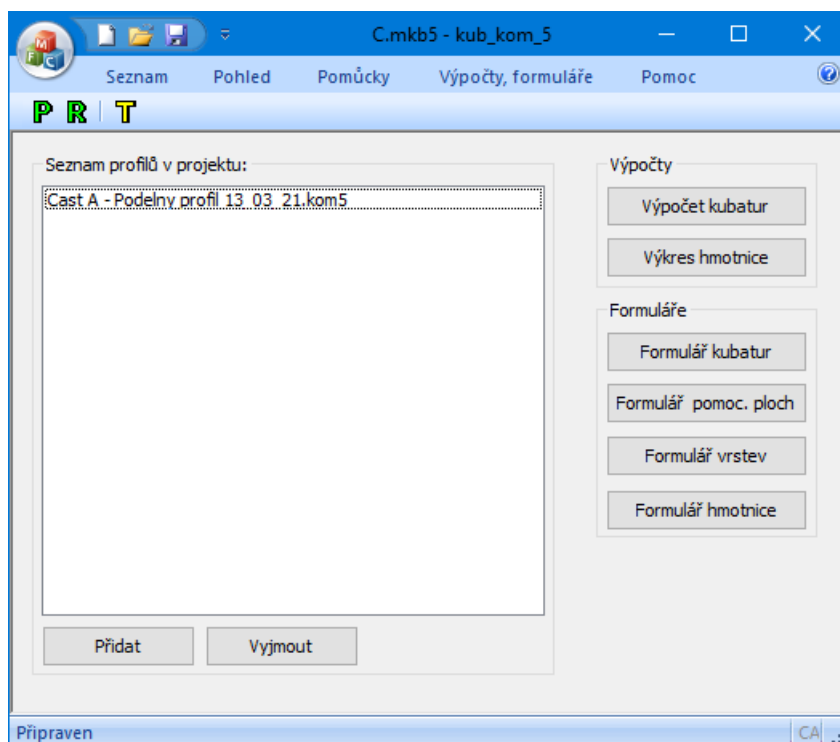 C.mkb5 - kub_kom_5
Seznam Pohled Pomůcky Výpočty, formuláře Pomoc
P R T
Seznam profilů v projektu:
Cast A - Podelny profil 13_03_21.kom5
Přidat Vyjmout
Výpočty
Výpočet kubatur
Výkres hmotnice
Formuláře
Formulář kubatur
Formulář pomoc. ploch
Formulář vrstev
Formulář hmotnice
Připraven
CA